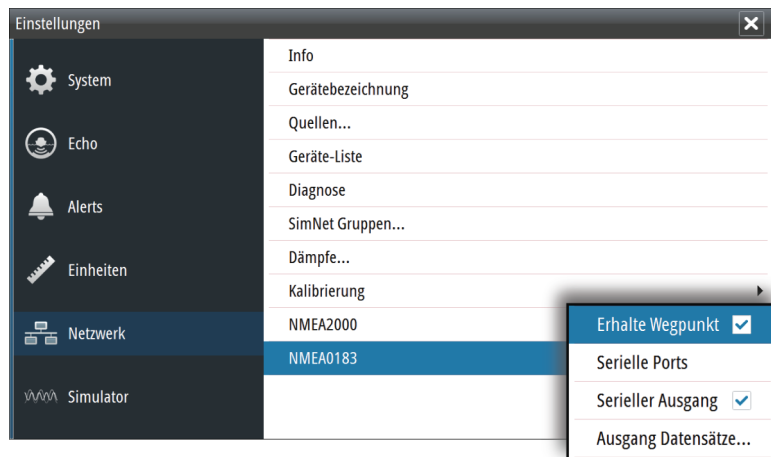 Einstellungen
System
Echo
Alerts
Einheiten
Netzwerk
Simulator
Info
Gerätebezeichnung
Quellen...
Geräte-Liste
Diagnose
SimNet Gruppen...
Dämpfe...
Kalibrierung
NMEA2000
NMEA0183
Erhalte Wegpunkt
Serielle Ports
Serieller Ausgang
Ausgang Datensätze...